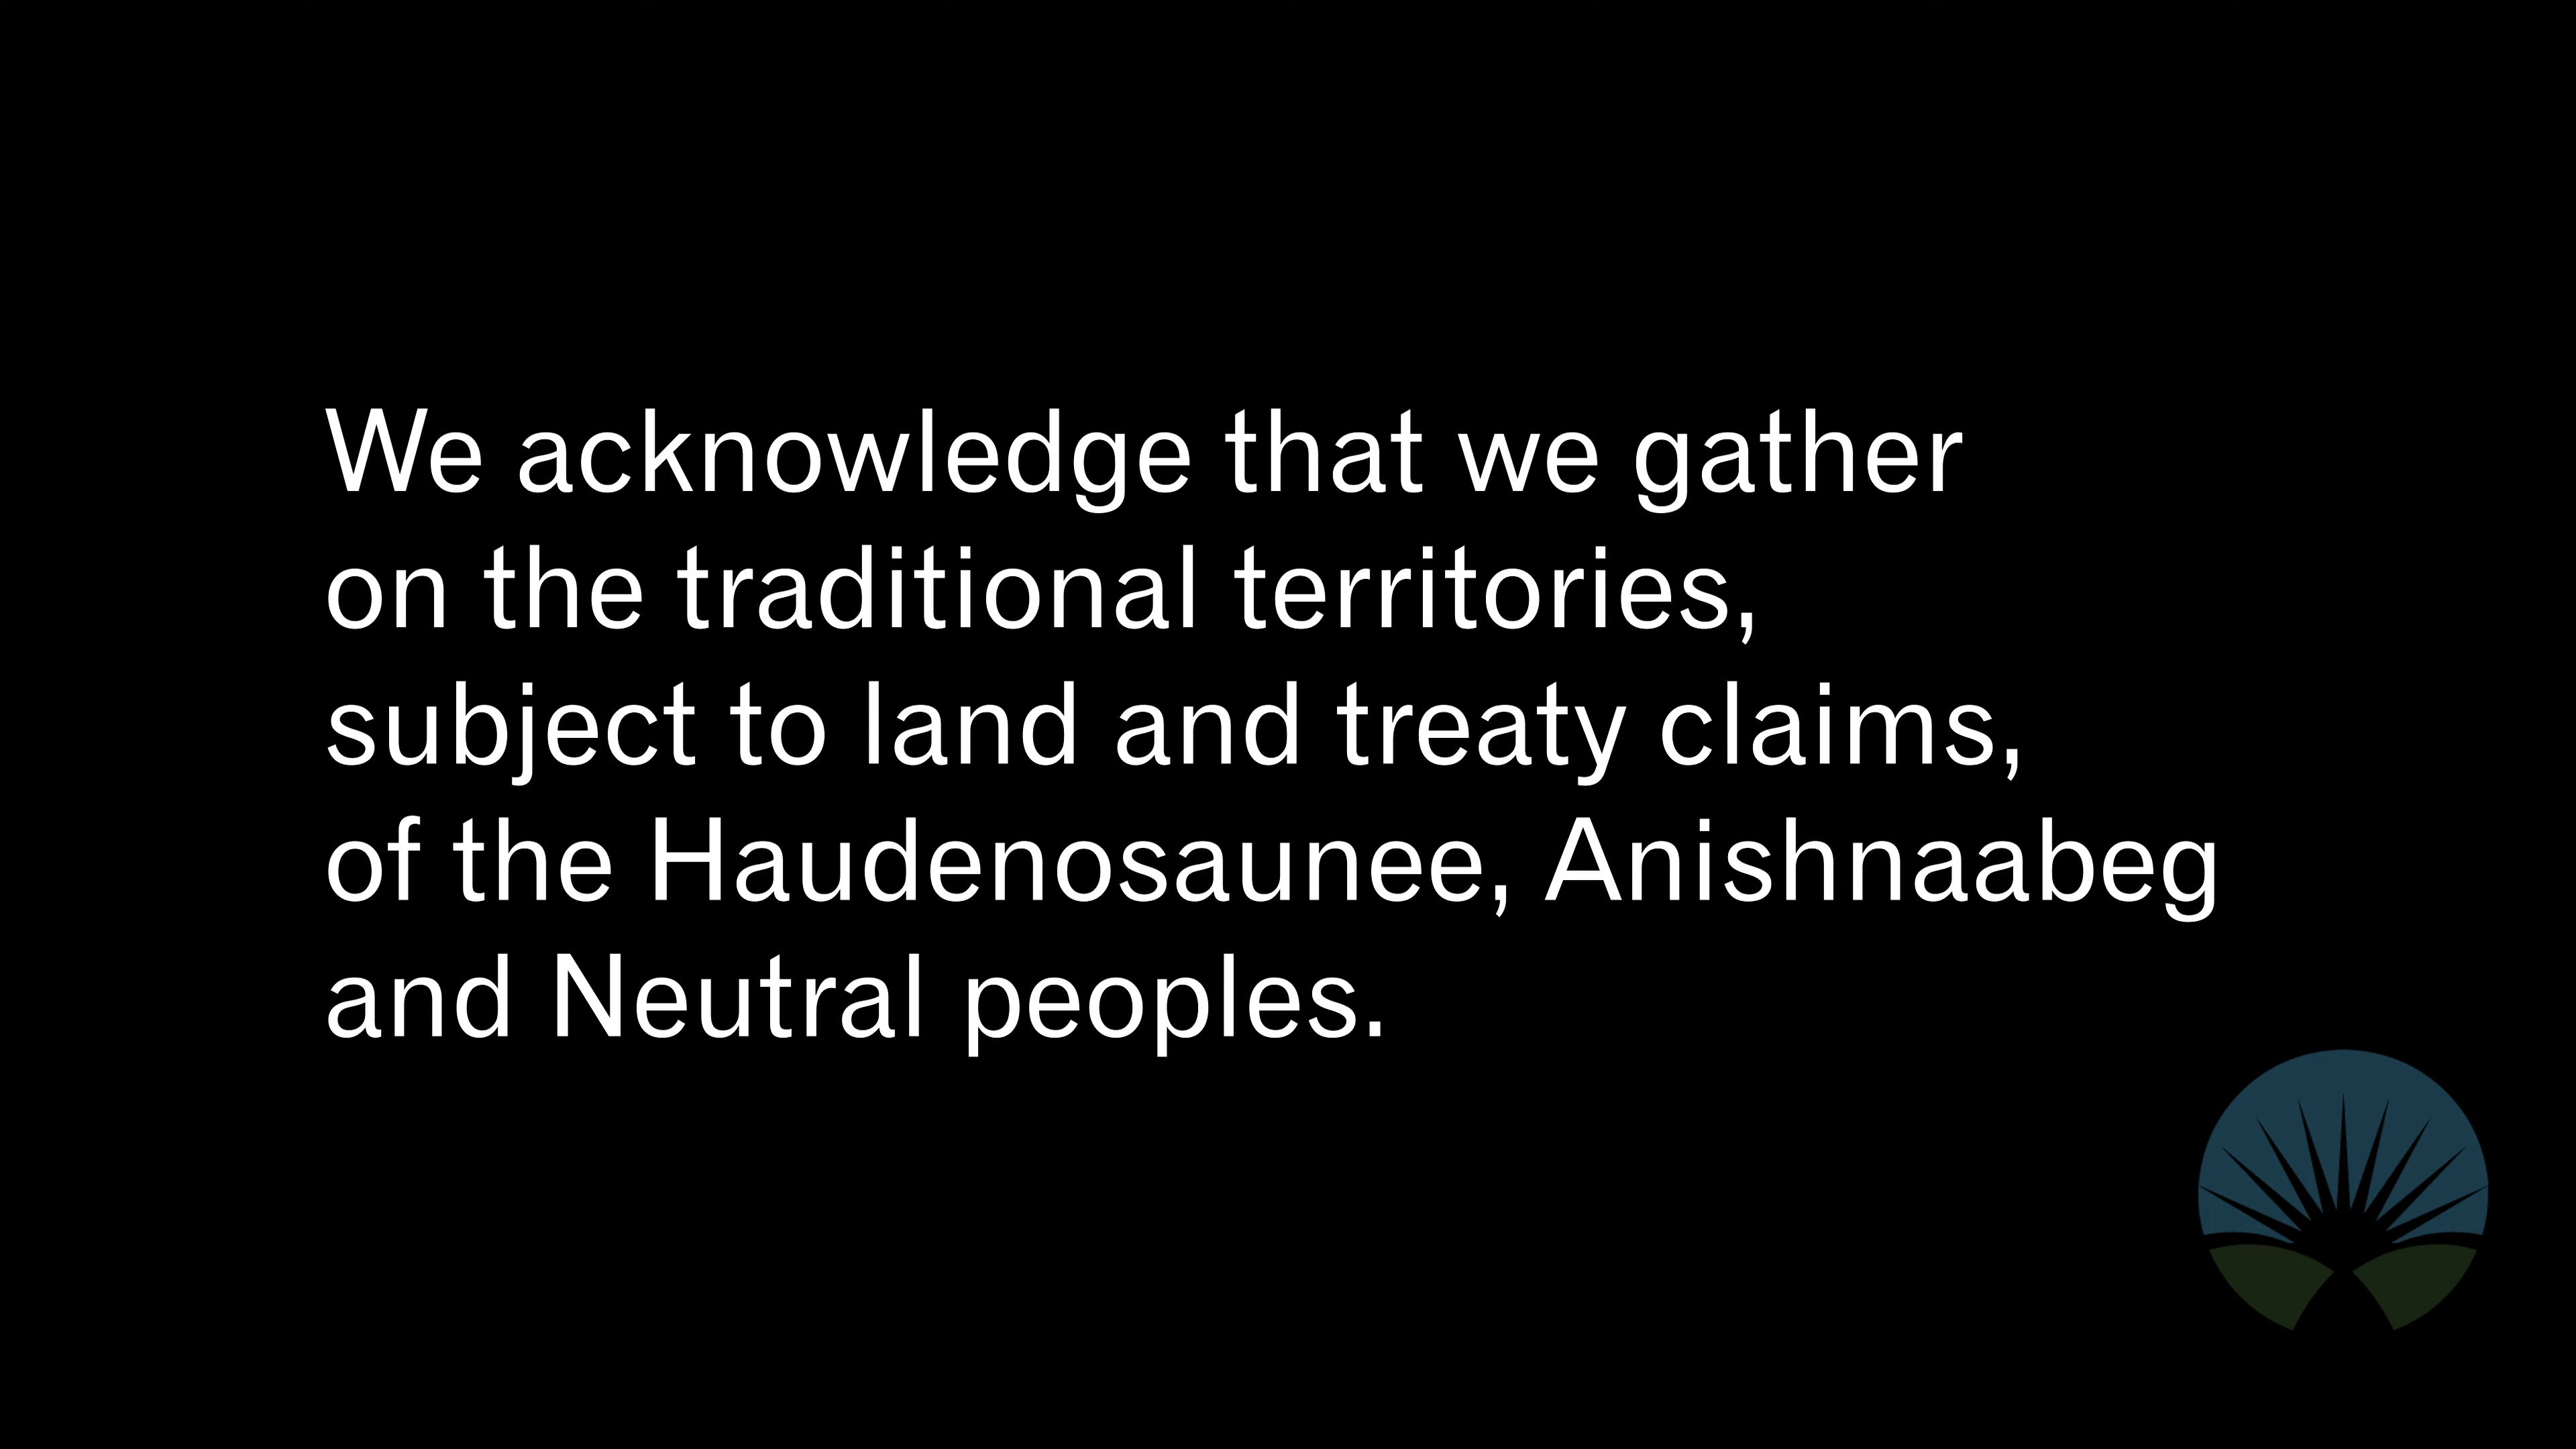 We acknowledge that we gather
on the traditional territories,
subject to land and treaty claims,
of the Haudenosaunee, Anishnaabeg
and Neutral peoples.